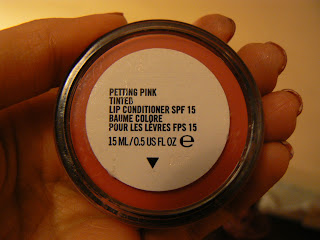 PETTING PINK
TINTED
LIP CONDITIONER SPF 15
BAUME COLORE
POUR LES LÈVRES FPS 15
15 ML/0.5 US FL OZ ℮